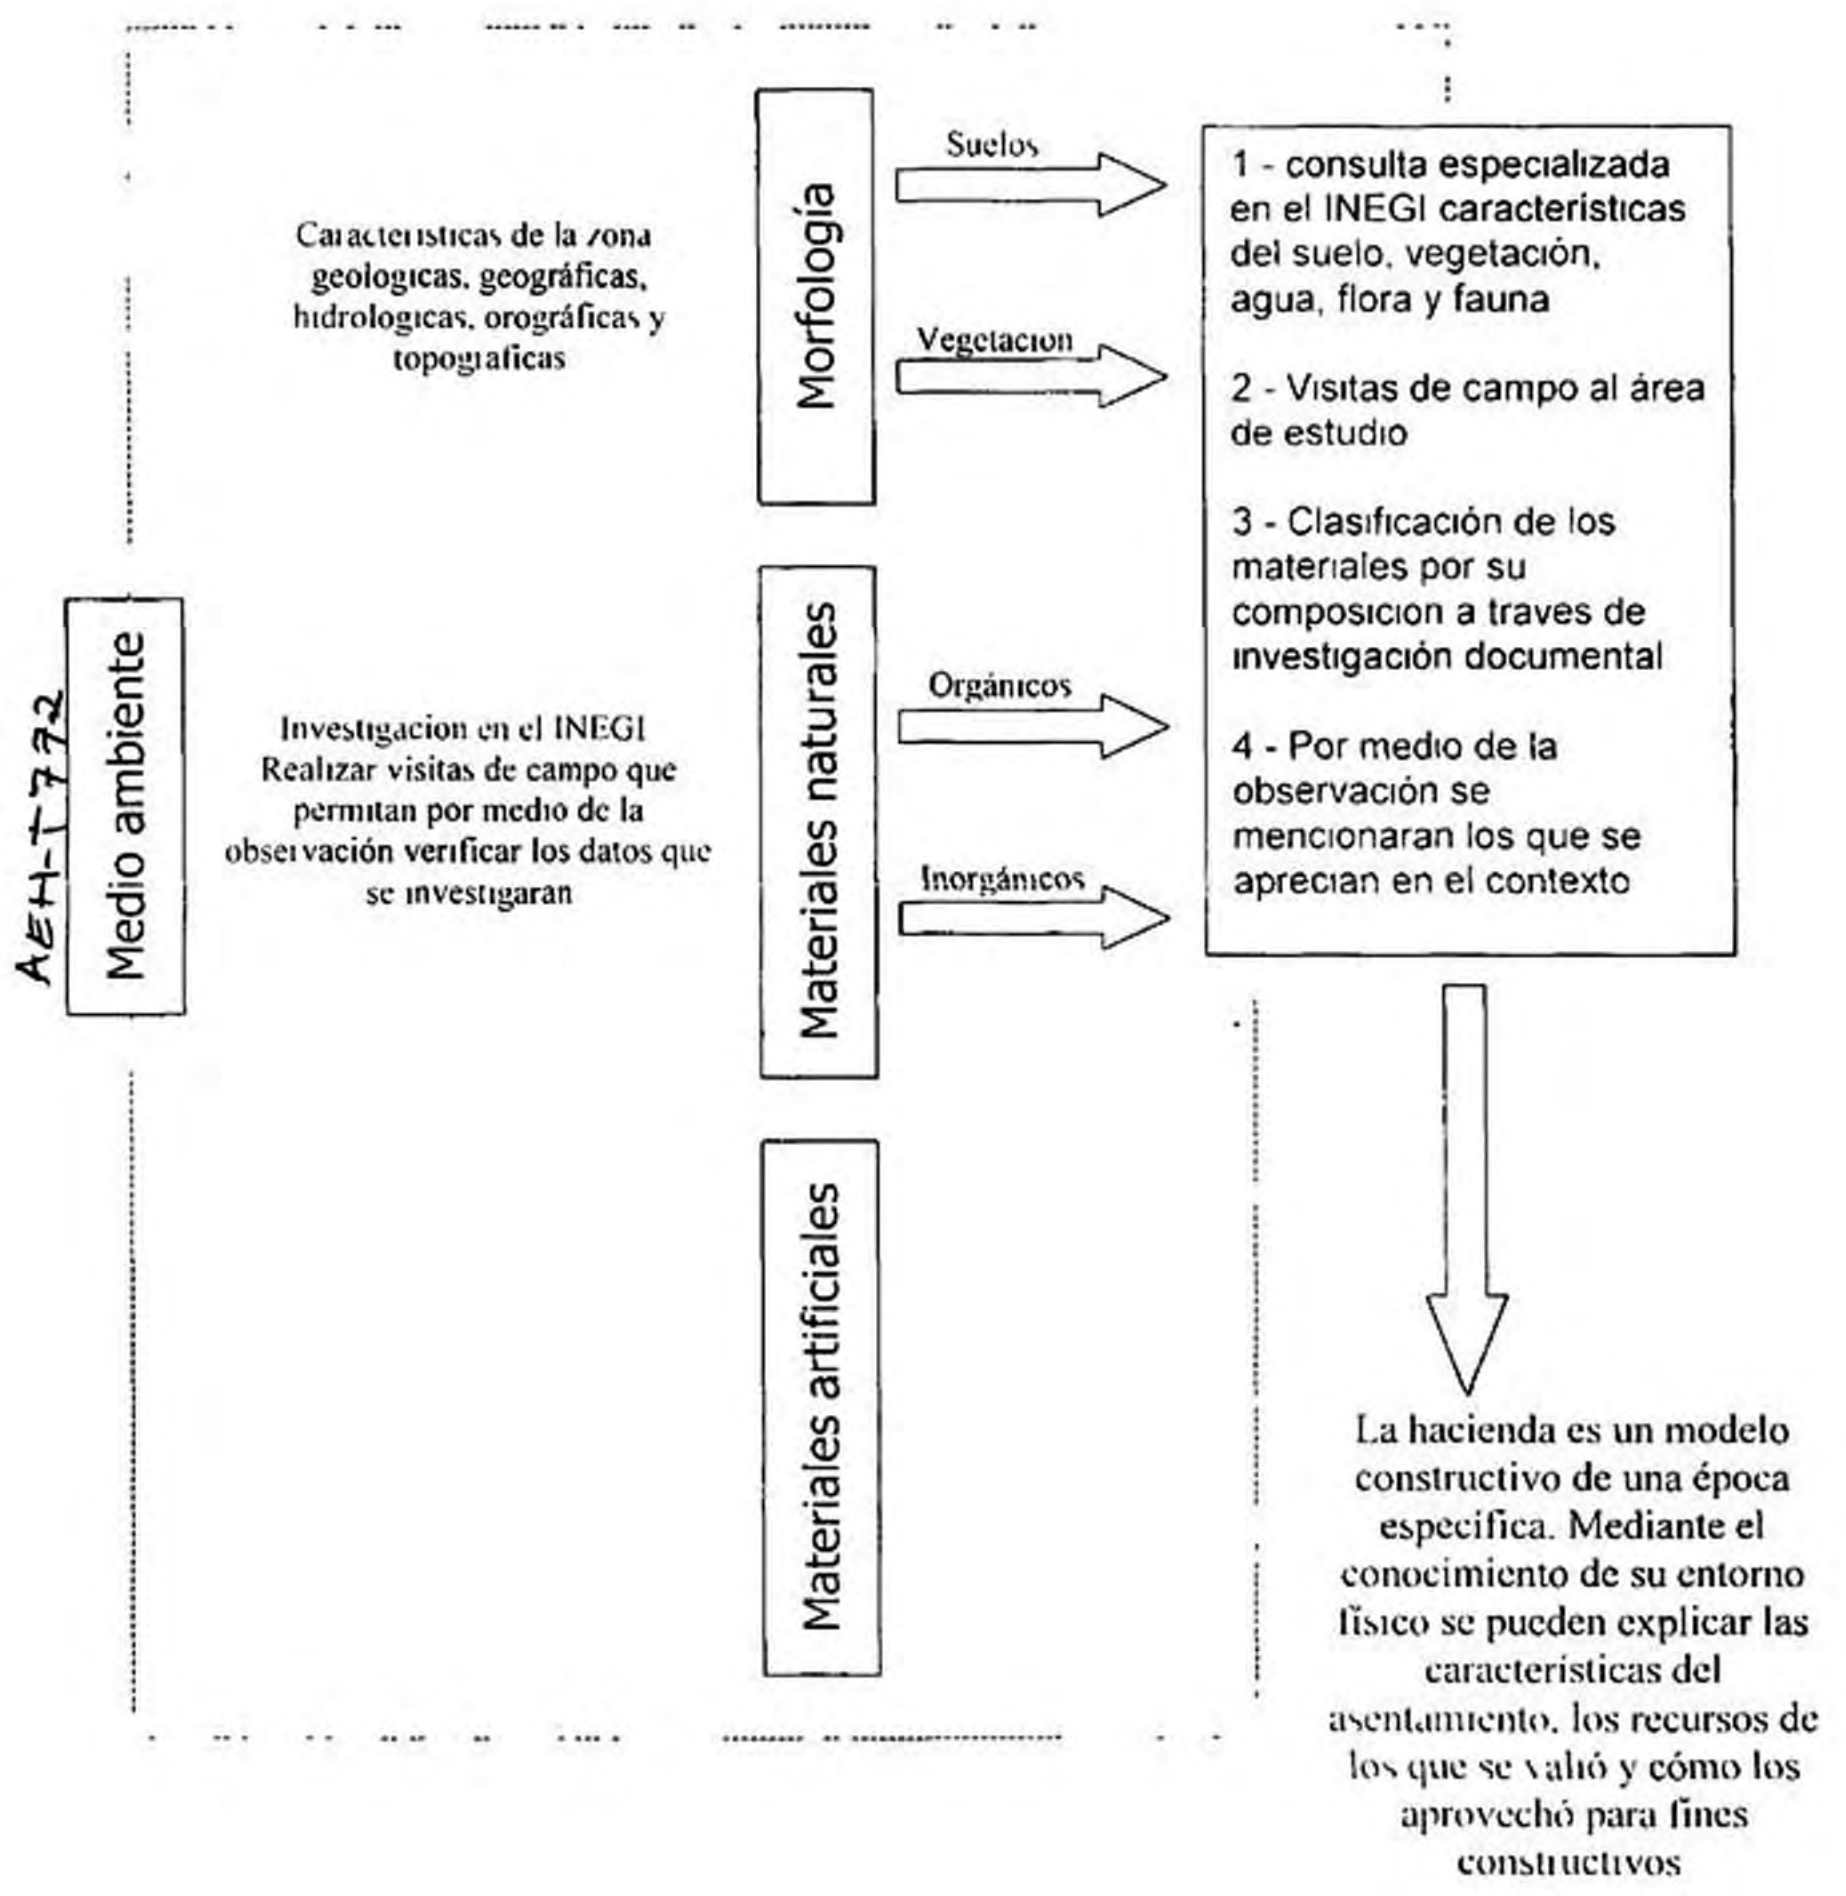 AEH-T772
Medio ambiente
Caracteristicas de la zona
geologicas, geográficas,
hidrologicas, orográficas y
topograficas
Investigacion en el INEGI
Realizar visitas de campo que
permitan por medio de la
observación verificar los datos que
se investigaran
Morfología
Suelos
Vegetacion
Materiales naturales
Orgánicos
Inorgánicos
Materiales artificiales
1 - consulta especializada
en el INEGI características
del suelo, vegetación,
agua, flora y fauna
2 - Visitas de campo al área
de estudio
3 - Clasificación de los
materiales por su
composicion a traves de
investigación documental
4 - Por medio de la
observación se
mencionaran los que se
aprecian en el contexto
La hacienda es un modelo
constructivo de una época
específica. Mediante el
conocimiento de su entorno
físico se pueden explicar las
características del
asentamiento, los recursos de
los que se valió y cómo los
aprovechó para fines
constructivos